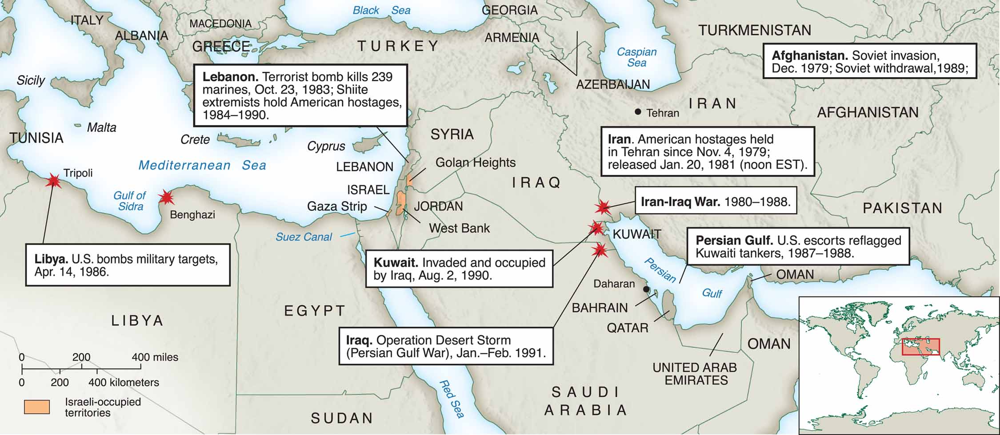 ITALY
ALBANIA
MACEDONIA
GREECE
Black Sea
GEORGIA
ARMENIA
TURKEY
Caspian
Sea
TURKMENISTAN
Afghanistan. Soviet invasion,
Dec. 1979; Soviet withdrawal,1989;
Lebanon. Terrorist bomb kills 239
marines, Oct. 23, 1983; Shiite
extremists hold American hostages,
1984–1990.
Sicily
AZERBAIJAN
IRAN
Tehran
AFGHANISTAN
Malta
TUNISIA
Crete
Cyprus
SYRIA
Iran. American hostages held
in Tehran since Nov. 4, 1979;
released Jan. 20, 1981 (noon EST).
Mediterranean Sea
LEBANON
Golan Heights
Tripoli
IRAQ
ISRAEL
Gulf of
Sidra
Gaza Strip
JORDAN
Iran-Iraq War. 1980–1988.
PAKISTAN
Benghazi
West Bank
Suez Canal
KUWAIT
Persian Gulf. U.S. escorts reflagged
Kuwaiti tankers, 1987–1988.
Libya. U.S. bombs military targets,
Apr. 14, 1986.
Kuwait. Invaded and occupied
by Iraq, Aug. 2, 1990.
Persian
Gulf
OMAN
Daharan
BAHRAIN
QATAR
EGYPT
LIBYA
Iraq. Operation Desert Storm
(Persian Gulf War), Jan.–Feb. 1991.
OMAN
UNITED ARAB
EMIRATES
0 200 400 miles
0 200 400 kilometers
Red Sea
SAUDI
ARABIA
Israeli-occupied
territories
SUDAN